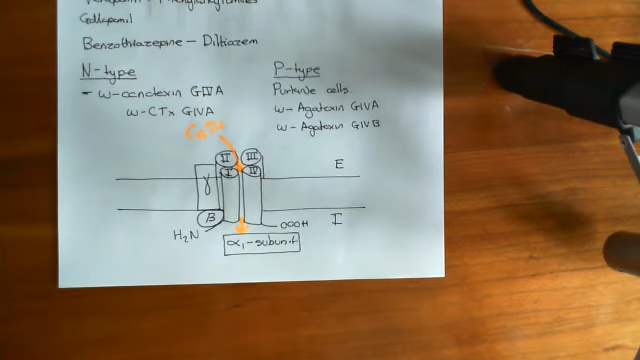 Gallopamil
Benzothiazepine – Diltiazem
N-type
– ω-conotoxin GIVA
ω-CTx GIVA
P-type
Purkinje cells.
ω-Agatoxin GIVA
ω-Agatoxin GIVB
Ca²⁺
II III
I IV
γ
E
B
H₂N
OOOH
I
α₁-subunit